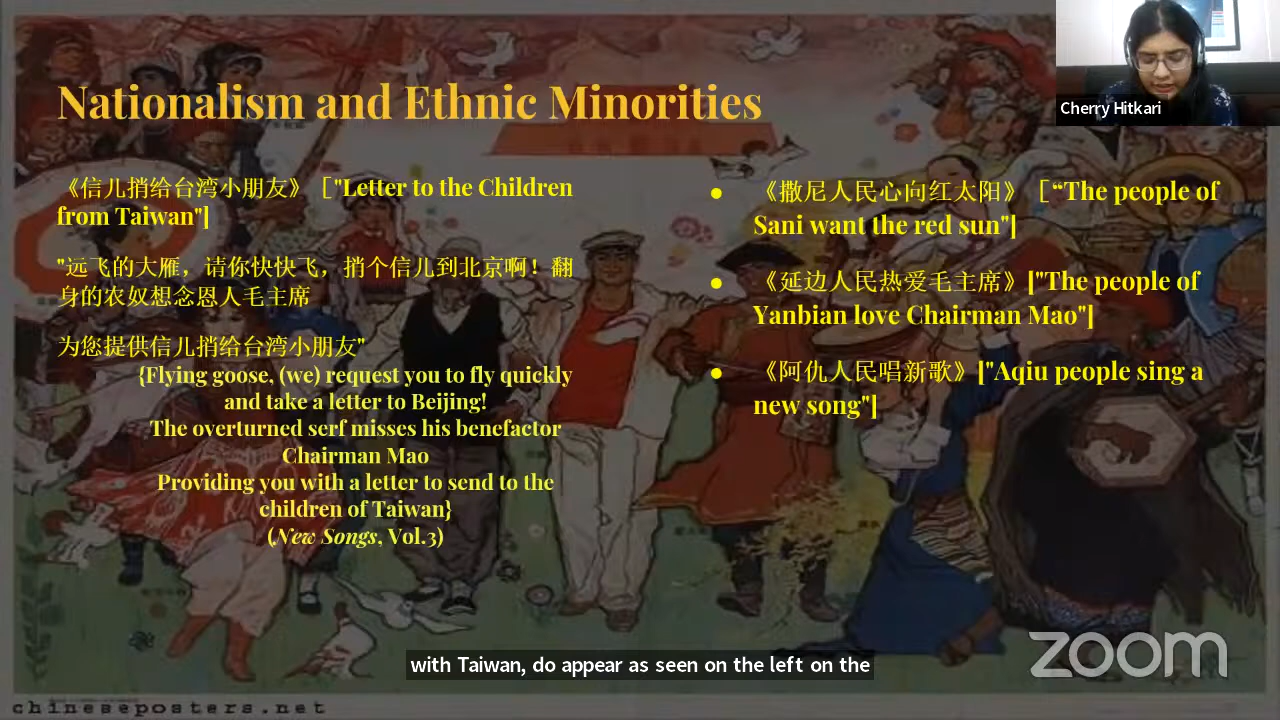 Nationalism and Ethnic Minorities
Cherry Hitkari
《信儿捎给台湾小朋友》 ["Letter to the Children
from Taiwan"]
"远飞的大雁，请你快快飞，捎个信儿到北京啊！翻
身的农奴想念恩人毛主席
为您提供信儿捎给台湾小朋友"
{Flying goose, (we) request you to fly quickly
and take a letter to Beijing!
The overturned serf misses his benefactor
Chairman Mao
Providing you with a letter to send to the
children of Taiwan}
(New Songs, Vol.3)
● 《撒尼人民心向红太阳》 [“The people of
Sani want the red sun"]
● 《延边人民热爱毛主席》["The people of
Yanbian love Chairman Mao"]
● 《阿仇人民唱新歌》["Aqiu people sing a
new song"]
with Taiwan, do appear as seen on the left on the
zoom
chineseposters.net